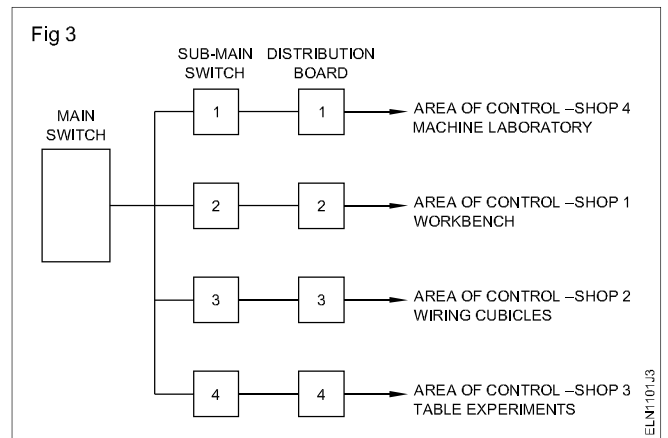 Fig 3
SUB-MAIN
SWITCH
DISTRIBUTION
BOARD
MAIN
SWITCH
1
1
AREA OF CONTROL –SHOP 4
MACHINE LABORATORY
2
2
AREA OF CONTROL –SHOP 1
WORKBENCH
3
3
AREA OF CONTROL –SHOP 2
WIRING CUBICLES
4
4
AREA OF CONTROL –SHOP 3
TABLE EXPERIMENTS
ELN1101J3